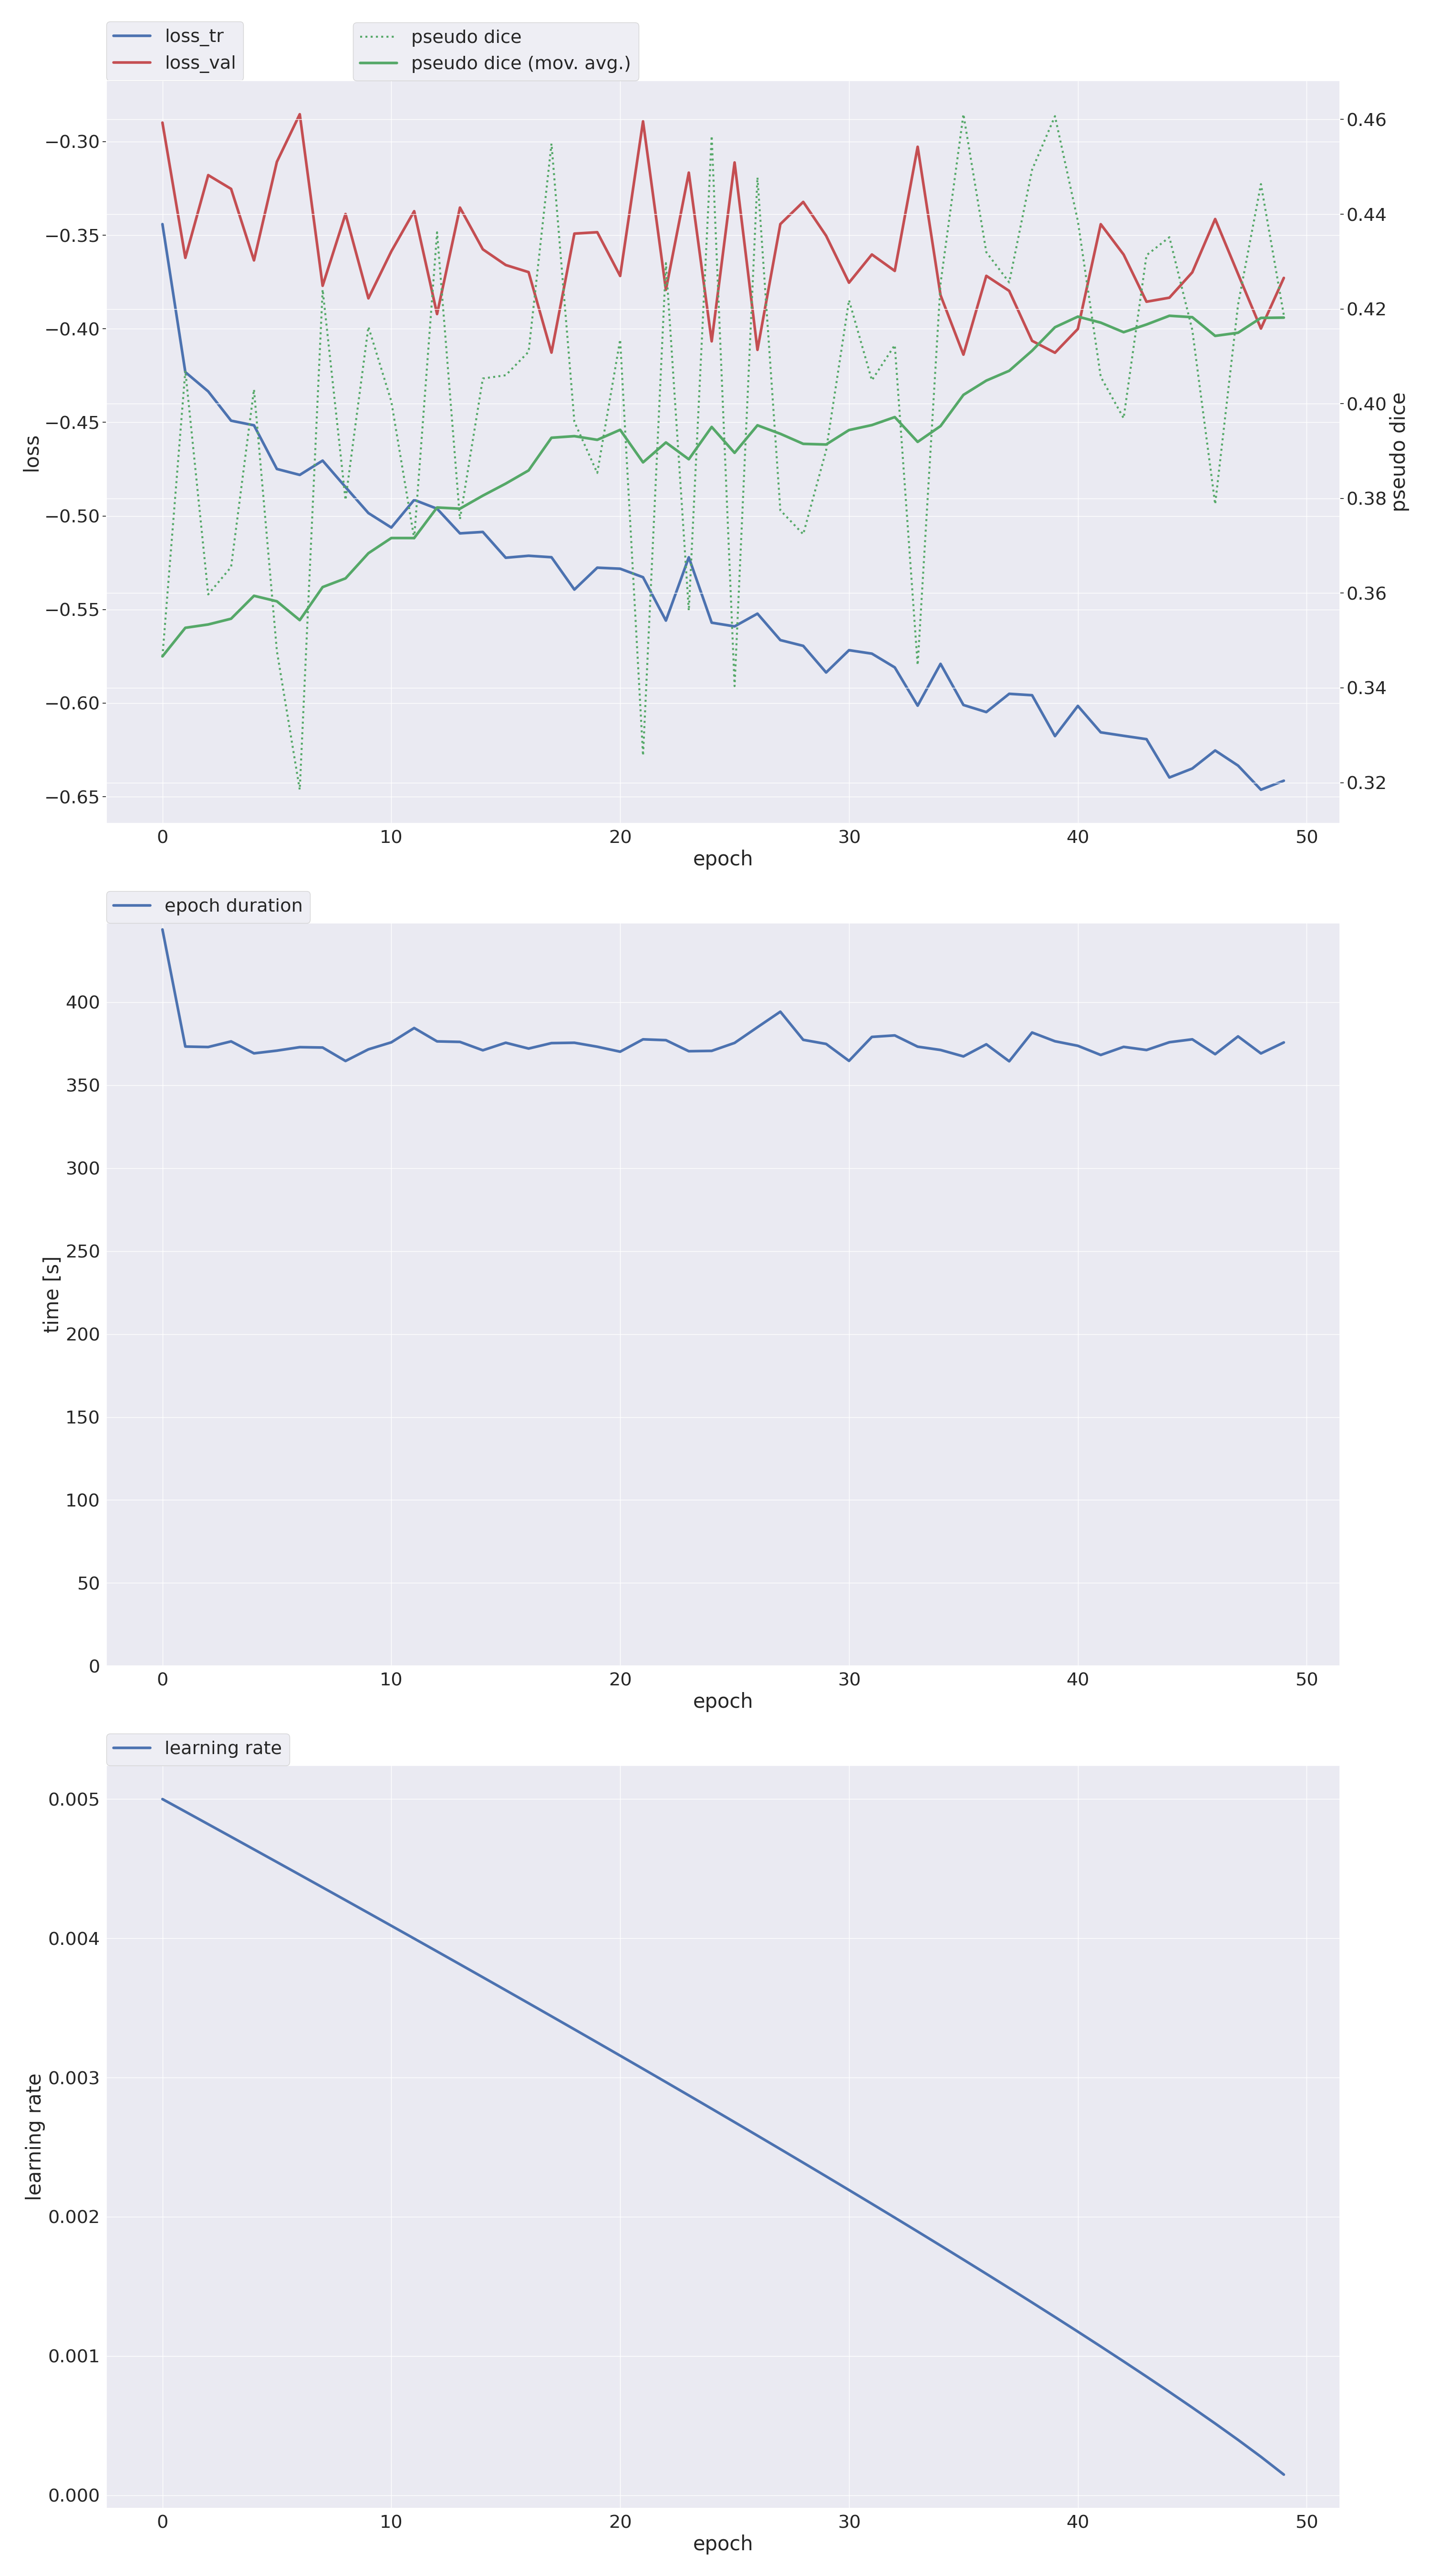 loss_tr
loss_val
pseudo dice
pseudo dice (mov. avg.)
−0.30
−0.35
−0.40
−0.45
−0.50
−0.55
−0.60
−0.65
loss
0.46
0.44
0.42
0.40
0.38
0.36
0.34
0.32
pseudo dice
0 10 20 30 40 50
epoch
epoch duration
400
350
300
250
200
150
100
50
0
time [s]
0 10 20 30 40 50
epoch
learning rate
0.005
0.004
0.003
0.002
0.001
0.000
learning rate
0 10 20 30 40 50
epoch